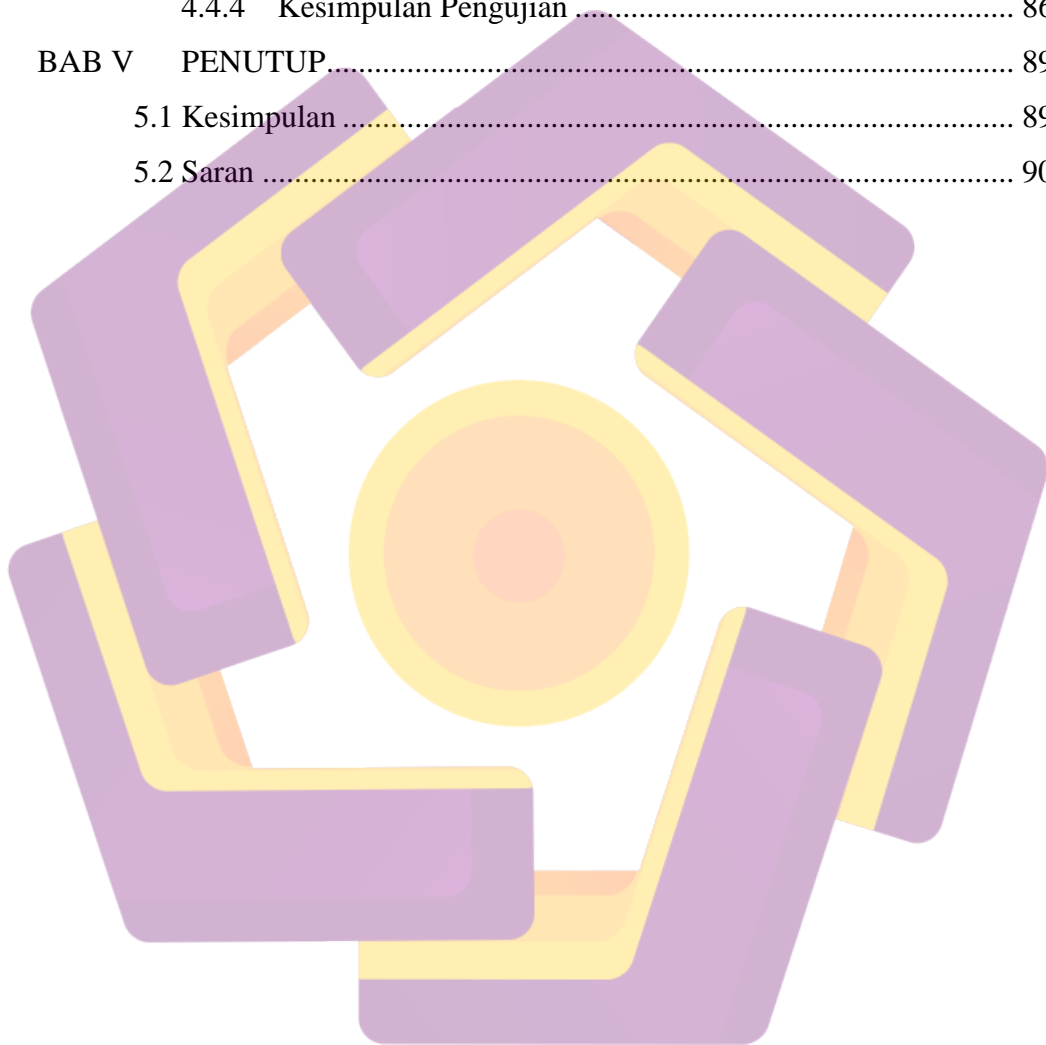 4.4.4 Kesimpulan Pengujian ........................................................ 86
BAB V PENUTUP....................................................................................... 89
5.1 Kesimpulan ..................................................................................... 89
5.2 Saran ............................................................................................... 90